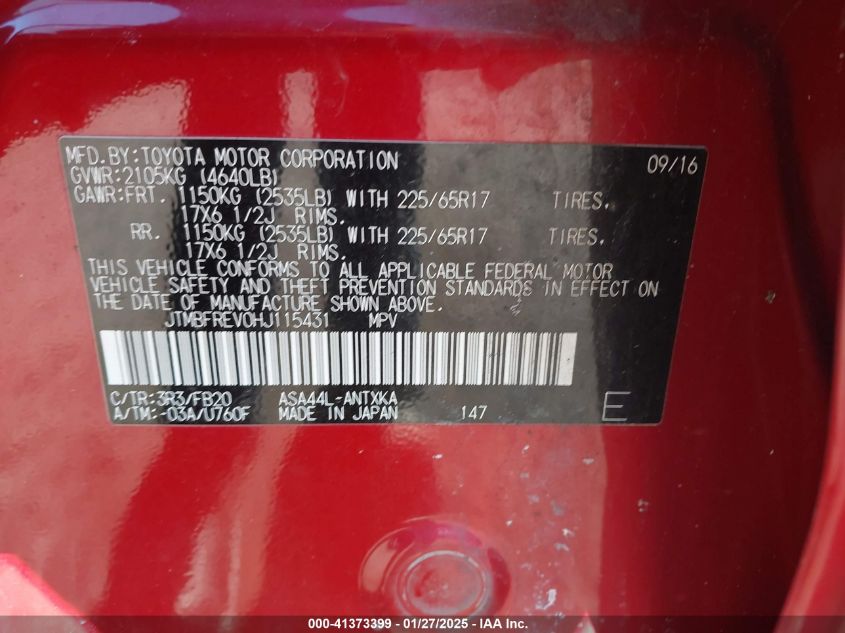 MFD.BY:TOYOTA MOTOR CORPORATION 09/16
GVWR:2105KG (4640LB)
GAWR:FRT. 1150KG (2535LB) WITH 225/65R17 TIRES.
17X6 1/2J RIMS.
RR. 1150KG (2535LB) WITH 225/65R17 TIRES.
17X6 1/2J RIMS.
THIS VEHICLE CONFORMS TO ALL APPLICABLE FEDERAL MOTOR
VEHICLE SAFETY AND THEFT PREVENTION STANDARDS IN EFFECT ON
THE DATE OF MANUFACTURE SHOWN ABOVE.
JTMBFREV0HJ115431 MPV
C/TR:3R3/FB20 ASA44L-ANTXKA
A/TM:-03A/U760F MADE IN JAPAN 147 E
000-41373399 - 01/27/2025 - IAA Inc.